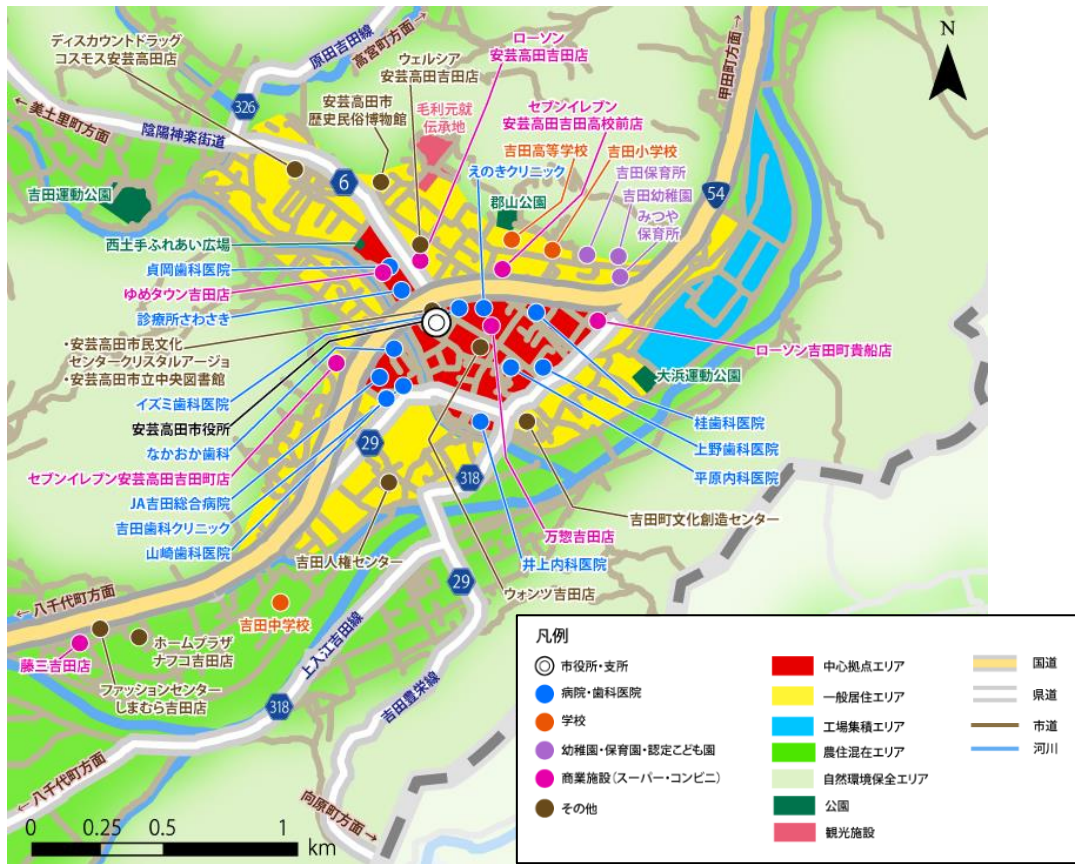 ディスカウントドラッグ
コスモス安芸高田店
原田吉田線
高宮町方面 →
ローソン
安芸高田吉田店
ウェルシア
安芸高田吉田店
N
甲田町方面 →
← 美土里町方面
326
安芸高田市
歴史民俗博物館
毛利元就
伝承地
セブンイレブン
安芸高田吉田高校前店
陰陽神楽街道
吉田高等学校
吉田小学校
えのきクリニック
吉田保育所
6
54
吉田運動公園
郡山公園
吉田幼稚園
みつや
保育所
西土手ふれあい広場
貞岡歯科医院
ゆめタウン吉田店
診療所さわさき
・安芸高田市民文化
センタークリスタルアージョ
・安芸高田市立中央図書館
ローソン吉田町貴船店
大浜運動公園
イズミ歯科医院
安芸高田市役所
桂歯科医院
なかおか歯科
29
上野歯科医院
セブンイレブン安芸高田吉田町店
318
平原内科医院
JA吉田総合病院
吉田歯科クリニック
吉田町文化創造センター
山崎歯科医院
吉田人権センター
万惣吉田店
井上内科医院
29
ウォンツ吉田店
← 八千代町方面
吉田中学校
上入江吉田線
ホームプラザ
ナフコ吉田店
藤三吉田店
ファッションセンター
しまむら吉田店
吉田豊栄線
318
← 八千代町方面
向原町方面 →
0 0.25 0.5 1
km
凡例
市役所・支所
病院・歯科医院
学校
幼稚園・保育園・認定こども園
商業施設(スーパー・コンビニ)
その他
中心拠点エリア
一般居住エリア
工場集積エリア
農住混在エリア
自然環境保全エリア
公園
観光施設
国道
県道
市道
河川